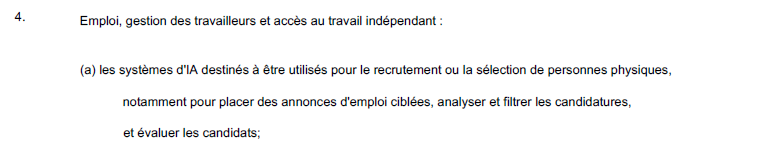 4. Emploi, gestion des travailleurs et accès au travail indépendant :
(a) les systèmes d'IA destinés à être utilisés pour le recrutement ou la sélection de personnes physiques,
notamment pour placer des annonces d'emploi ciblées, analyser et filtrer les candidatures,
et évaluer les candidats;